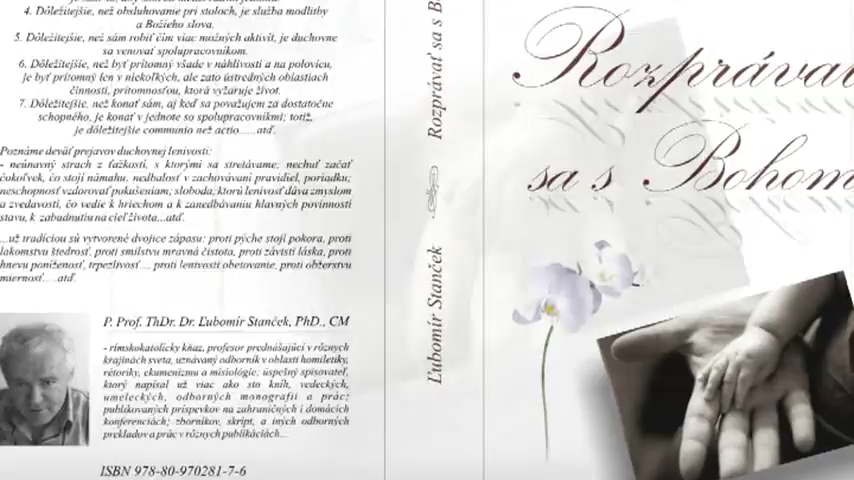 4. Dôležitejšie, než obsluhovame pri stoloch, je služba modlitby
a Božieho slova.
5. Dôležitejšie, než sám robiť čím viac možných aktivít, je duchovne
sa venovať spolupracovníkom.
6. Dôležitejšie, než byť prítomný všade v náhlivosti a na polovicu,
je byť prítomný len v niekoľkých, ale zato ústredných oblastiach
činnosti, prítomnosťou, ktorá vyžaruje život.
7. Dôležitejšie, než konať sám, aj keď sa považujem za dostatočne
schopného, je konať v jednote so spolupracovníkmi; totiž,
je dôležitejšie communio než actio......atď.
Poznáme deväť prejavov duchovnej lenivosti:
- neúnavný strach z ťažkostí, s ktorými sa stretávame; nechuť začať
čokoľvek, čo stojí námahu, nedbalosť v zachovávaní pravidiel, poriadku;
neschopnosť vzdorovať pokušeniam; sloboda, ktorú lenivosť dáva zmyslom
a zvedavosti, čo vedie k hriechom a k zanedbávaniu hlavných povinností
stavu, k zabudnutiu na cieľ života...atď.
...už tradíciou sú vytvorené dvojice zápasu: proti pýche stojí pokora, proti
lakomstvu štedrosť, proti smilstvu mravná čistota, proti závisti láska, proti
hnevu poníženosť, trpezlivosť.... proti lenivosti obetovanie, proti obžerstvu
miernosť.....atď.
P. Prof. ThDr. Dr. Ľubomír Stanček, PhD., CM
- rímskokatolícky kňaz, profesor prednášajúci v rôznych
krajinách sveta, uznávaný odborník v oblasti homiletiky,
rétoriky, ekumenizmu a misiológie; úspešný spisovateľ,
ktorý napísal už viac ako sto kníh, vedeckých,
umeleckých, odborných monografií a prác;
publikovaných príspevkov na zahraničných i domácich
konferenciách; zborníkov, skript, a iných odborných
prekladov a prác v rôznych publikáciách...
ISBN 978-80-970281-7-6
Ľubomír Stanček
Rozprávať sa s B
Rozprávať
sa s Bohom